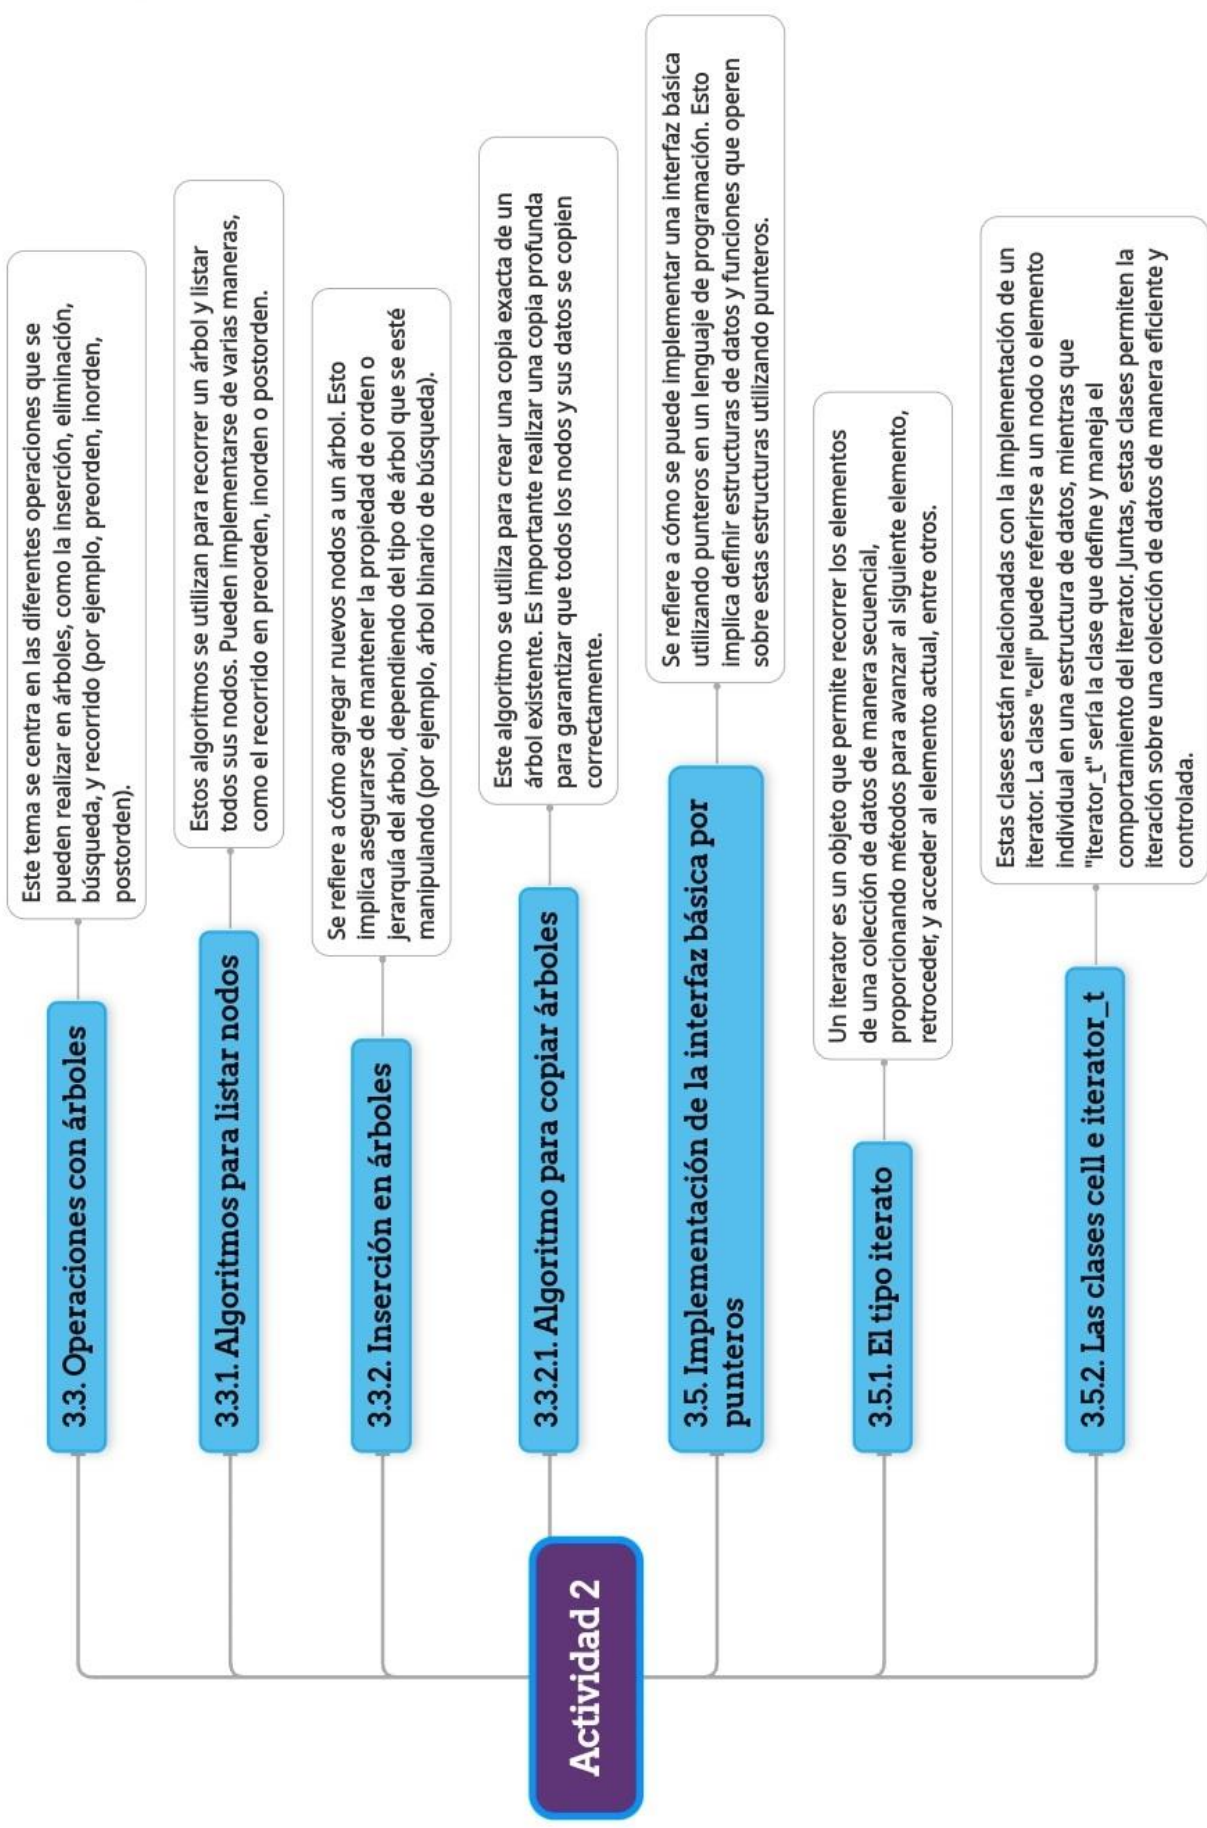 Actividad 2
3.3. Operaciones con árboles
Este tema se centra en las diferentes operaciones que se
pueden realizar en árboles, como la inserción, eliminación,
búsqueda, y recorrido (por ejemplo, preorden, inorden,
postorden).
3.3.1. Algoritmos para listar nodos
Estos algoritmos se utilizan para recorrer un árbol y listar
todos sus nodos. Pueden implementarse de varias maneras,
como el recorrido en preorden, inorden o postorden.
3.3.2. Inserción en árboles
Se refiere a cómo agregar nuevos nodos a un árbol. Esto
implica asegurarse de mantener la propiedad de orden o
jerarquía del árbol, dependiendo del tipo de árbol que se esté
manipulando (por ejemplo, árbol binario de búsqueda).
3.3.2.1. Algoritmo para copiar árboles
Este algoritmo se utiliza para crear una copia exacta de un
árbol existente. Es importante realizar una copia profunda
para garantizar que todos los nodos y sus datos se copien
correctamente.
3.5. Implementación de la interfaz básica por
punteros
Se refiere a cómo se puede implementar una interfaz básica
utilizando punteros en un lenguaje de programación. Esto
implica definir estructuras de datos y funciones que operen
sobre estas estructuras utilizando punteros.
3.5.1. El tipo iterato
Un iterator es un objeto que permite recorrer los elementos
de una colección de datos de manera secuencial,
proporcionando métodos para avanzar al siguiente elemento,
retroceder, y acceder al elemento actual, entre otros.
3.5.2. Las clases cell e iterator_t
Estas clases están relacionadas con la implementación de un
iterator. La clase "cell" puede referirse a un nodo o elemento
individual en una estructura de datos, mientras que
"iterator_t" sería la clase que define y maneja el
comportamiento del iterator. Juntas, estas clases permiten la
iteración sobre una colección de datos de manera eficiente y
controlada.